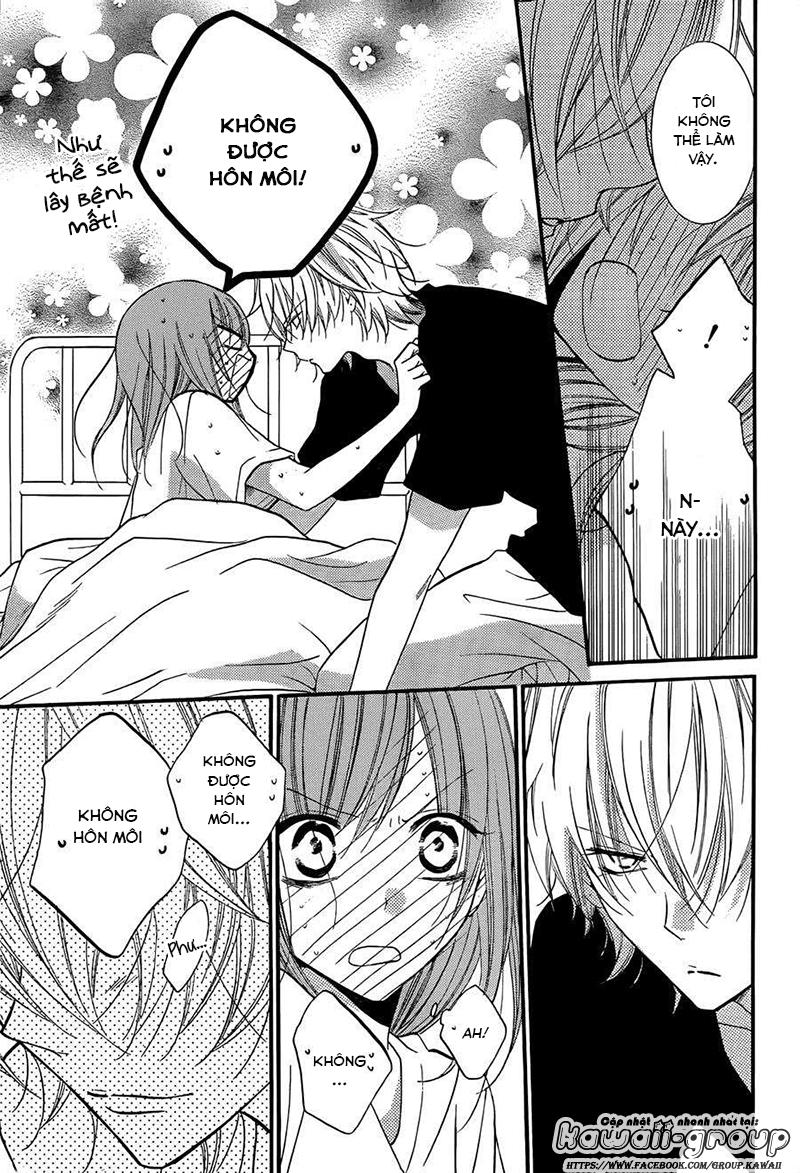 TÔI
KHÔNG
THỂ LÀM
VẬY.
!
N-
NÀY...
KHÔNG
ĐƯỢC
HÔN MÔI!
Như
thế sẽ
lây bệnh
mất!
AH!
KHÔNG
...
KHÔNG
ĐƯỢC
HÔN
MÔI...
KHÔNG
HÔN MÔI
Phư...
Cập nhật nhanh nhất tại:
kawaii-group
HTTPS://WWW.FACEBOOK.COM/GROUP.KAWAII